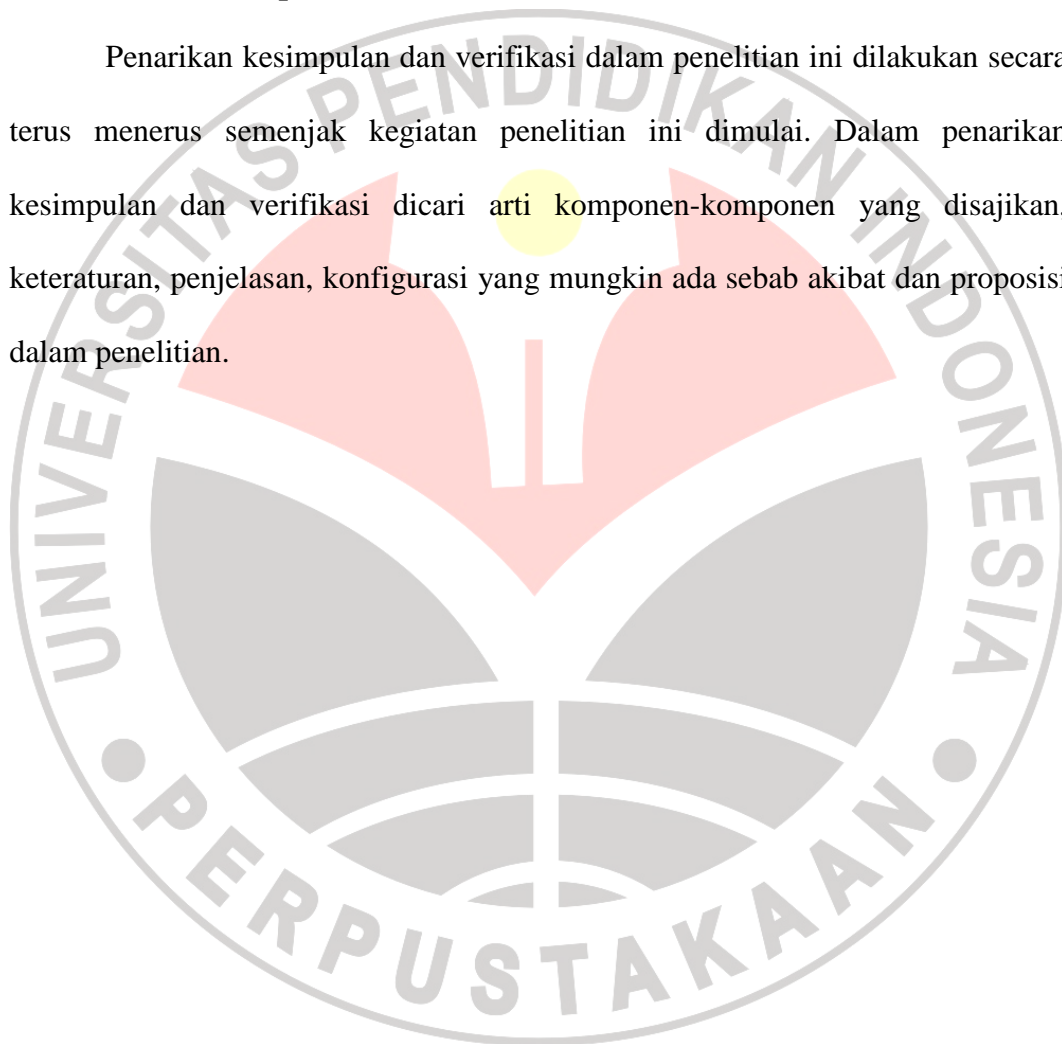 Penarikan kesimpulan dan verifikasi dalam penelitian ini dilakukan secara
terus menerus semenjak kegiatan penelitian ini dimulai. Dalam penarikan
kesimpulan dan verifikasi dicari arti komponen-komponen yang disajikan,
keteraturan, penjelasan, konfigurasi yang mungkin ada sebab akibat dan proposisi
dalam penelitian.
UNIVERSITAS PENDIDIKAN INDONESIA
PERPUSTAKAAN